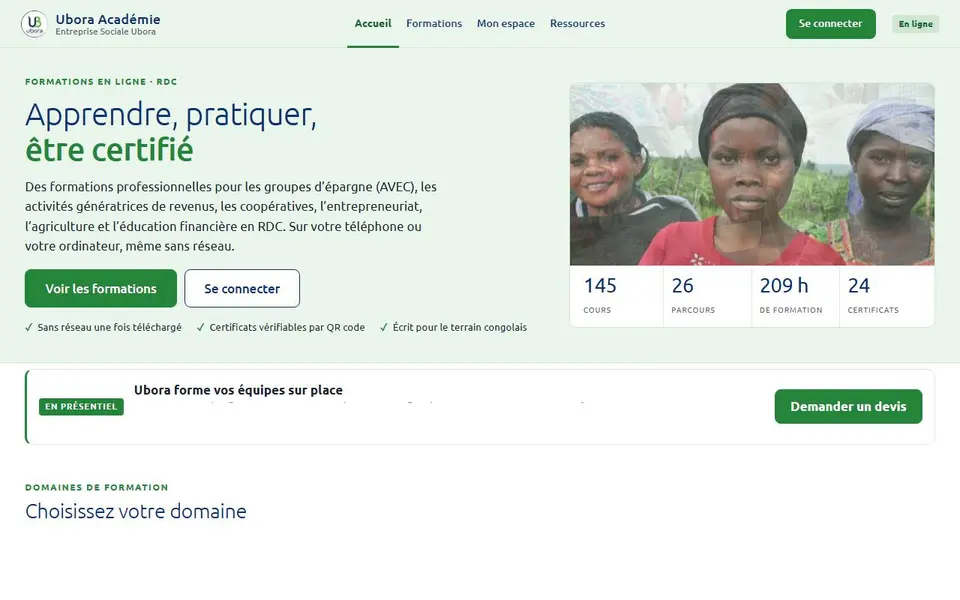 Ubora Académie
Entreprise Sociale Ubora
Accueil
Formations
Mon espace
Ressources
Se connecter
En ligne
FORMATIONS EN LIGNE · RDC
Apprendre, pratiquer,
être certifié
Des formations professionnelles pour les groupes d’épargne (AVEC), les
activités génératrices de revenus, les coopératives, l’entrepreneuriat,
l’agriculture et l’éducation financière en RDC. Sur votre téléphone ou
votre ordinateur, même sans réseau.
Voir les formations
Se connecter
✓ Sans réseau une fois téléchargé
✓ Certificats vérifiables par QR code
✓ Écrit pour le terrain congolais
145
COURS
26
PARCOURS
209 h
DE FORMATION
24
CERTIFICATS
EN PRÉSENTIEL
Ubora forme vos équipes sur place
Demander un devis
DOMAINES DE FORMATION
Choisissez votre domaine